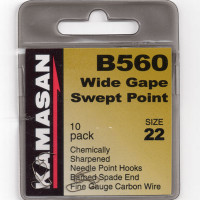 KAMASAN
B560
Wide Gape
Swept Point
10
pack
SIZE
22
Chemically
Sharpened
Needle Point Hooks
Barbed Spade End
Fine Gauge Carbon Wire